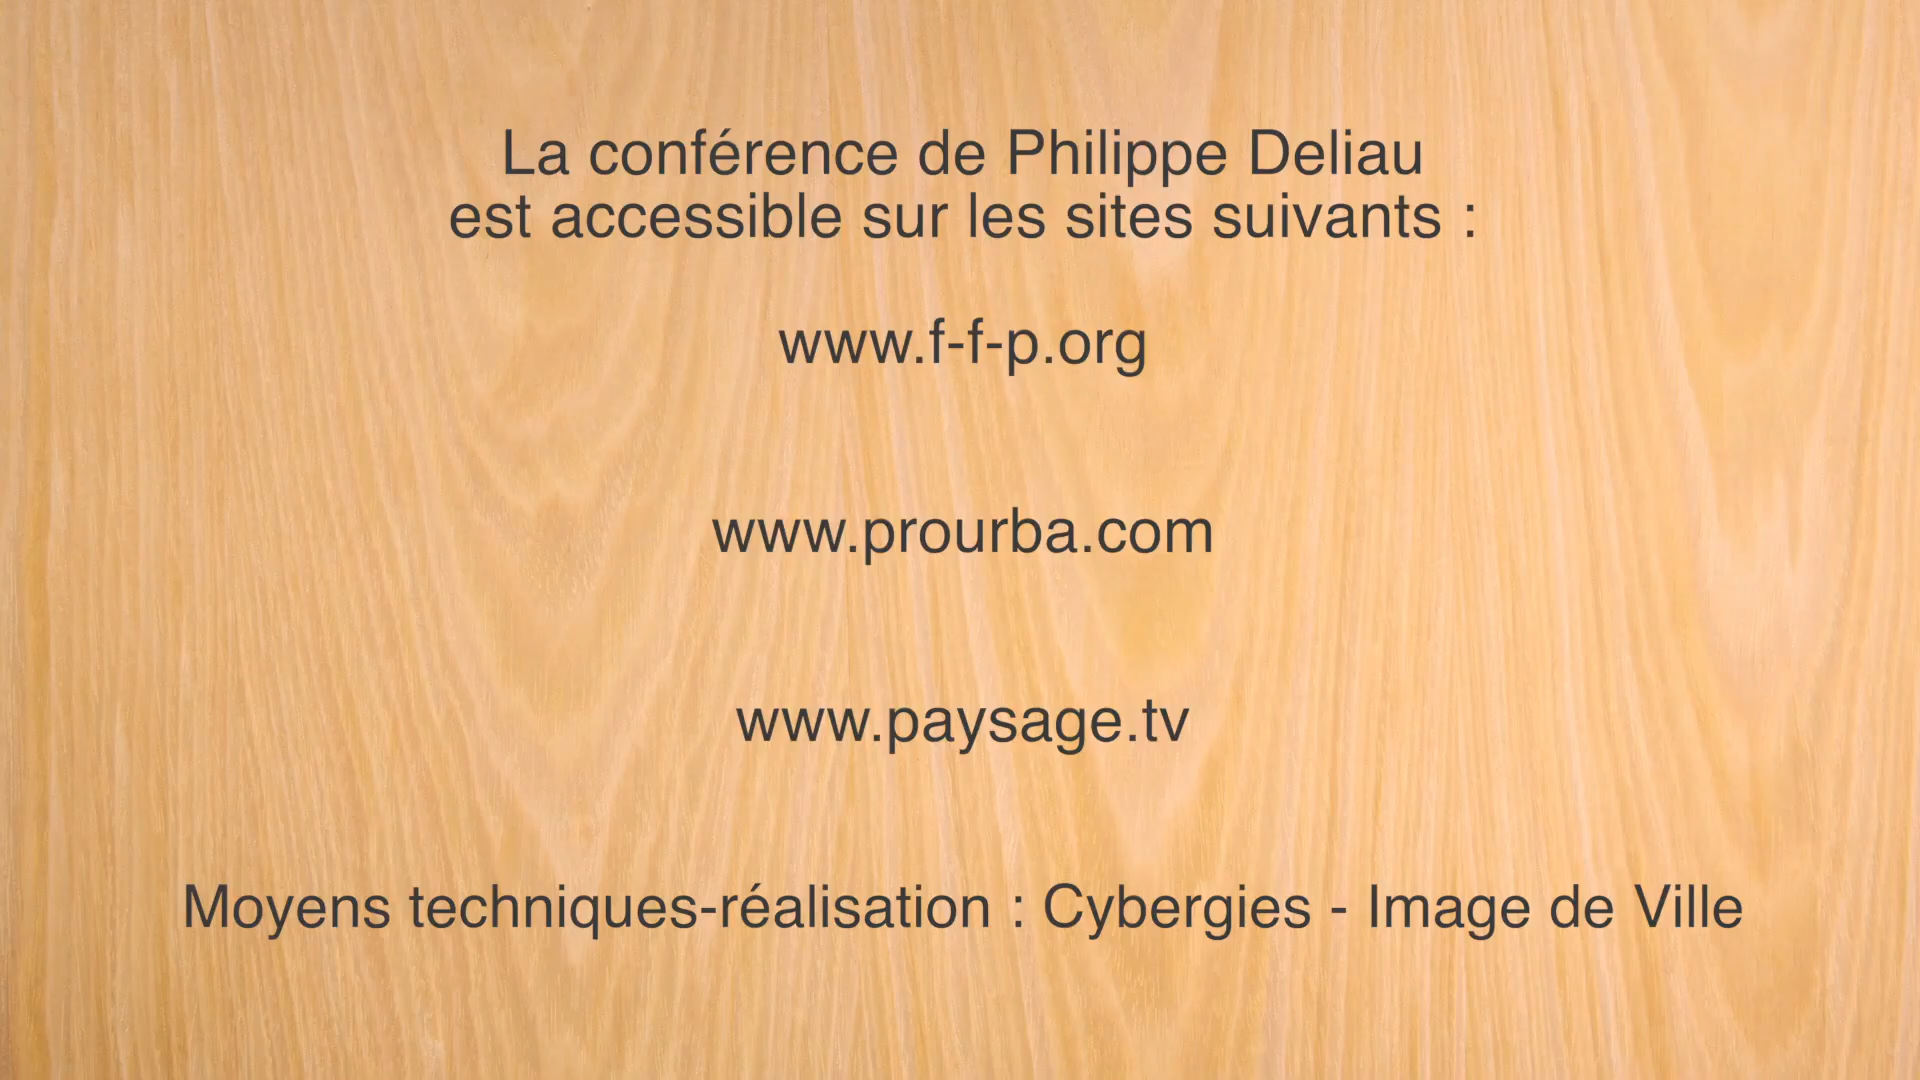 La conférence de Philippe Deliau
est accessible sur les sites suivants :
www.f-f-p.org
www.prourba.com
www.paysage.tv
Moyens techniques-réalisation : Cybergies - Image de Ville